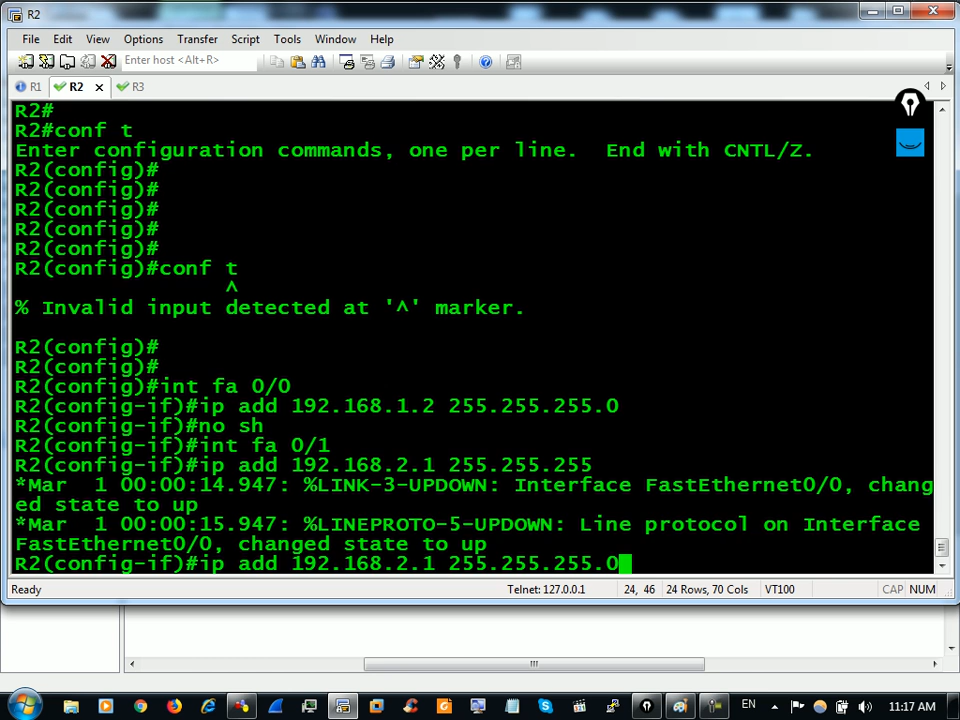 R2
File Edit View Options Transfer Script Tools Window Help
Enter host <Alt+R>
R1 R2 R3
R2#
R2#conf t
Enter configuration commands, one per line.  End with CNTL/Z.
R2(config)#
R2(config)#
R2(config)#
R2(config)#
R2(config)#
R2(config)#conf t
^
% Invalid input detected at '^' marker.
R2(config)#
R2(config)#
R2(config)#int fa 0/0
R2(config-if)#ip add 192.168.1.2 255.255.255.0
R2(config-if)#no sh
R2(config-if)#int fa 0/1
R2(config-if)#ip add 192.168.2.1 255.255.255
*Mar  1 00:00:14.947: %LINK-3-UPDOWN: Interface FastEthernet0/0, chang
ed state to up
*Mar  1 00:00:15.947: %LINEPROTO-5-UPDOWN: Line protocol on Interface
FastEthernet0/0, changed state to up
R2(config-if)#ip add 192.168.2.1 255.255.255.0
Ready Telnet: 127.0.0.1 24, 46 24 Rows, 70 Cols VT100 CAP NUM
EN 11:17 AM